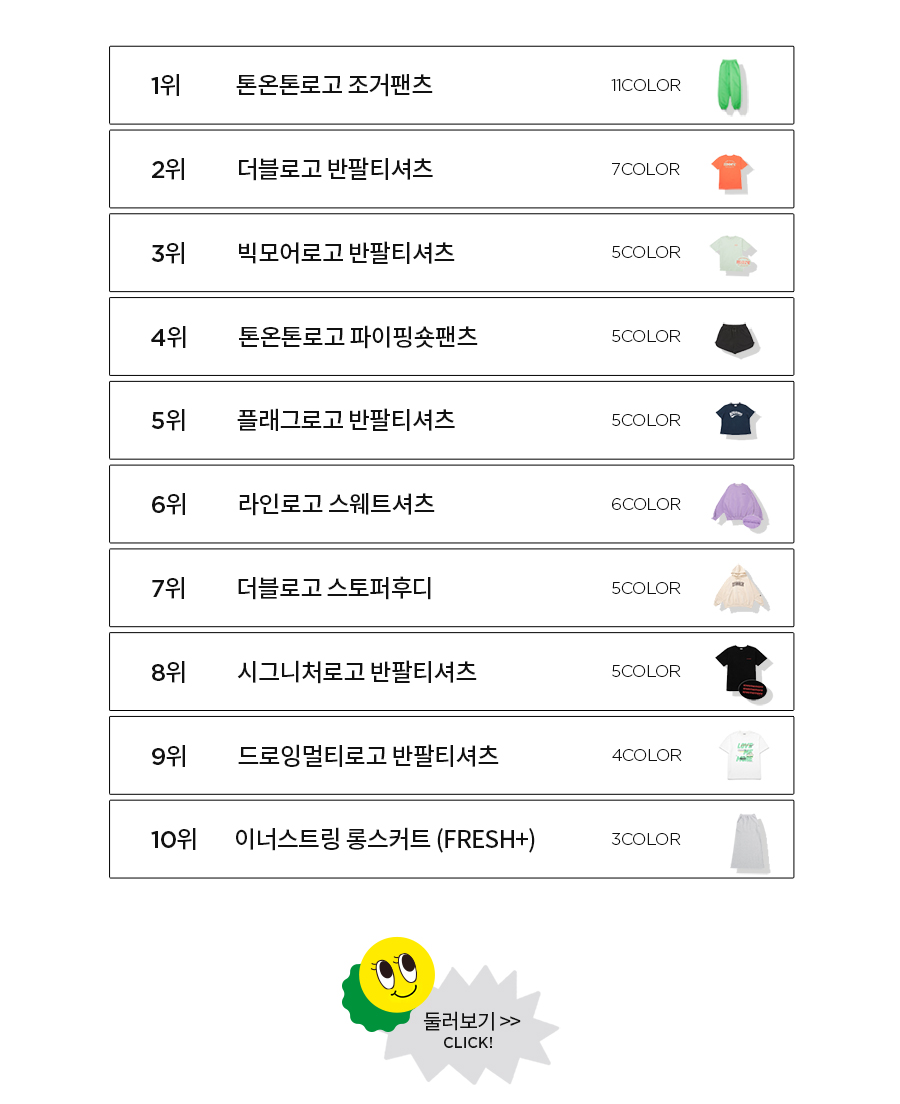 1위 톤온톤로고 조거팬츠 11COLOR
2위 더블로고 반팔티셔츠 7COLOR
3위 빅모어로고 반팔티셔츠 5COLOR
4위 톤온톤로고 파이핑숏팬츠 5COLOR
5위 플래그로고 반팔티셔츠 5COLOR
6위 라인로고 스웨트셔츠 6COLOR
7위 더블로고 스토퍼후디 5COLOR
8위 시그니처로고 반팔티셔츠 5COLOR
9위 드로잉멀티로고 반팔티셔츠 4COLOR
10위 이너스트링 롱스커트 (FRESH+) 3COLOR
둘러보기 >>
CLICK!